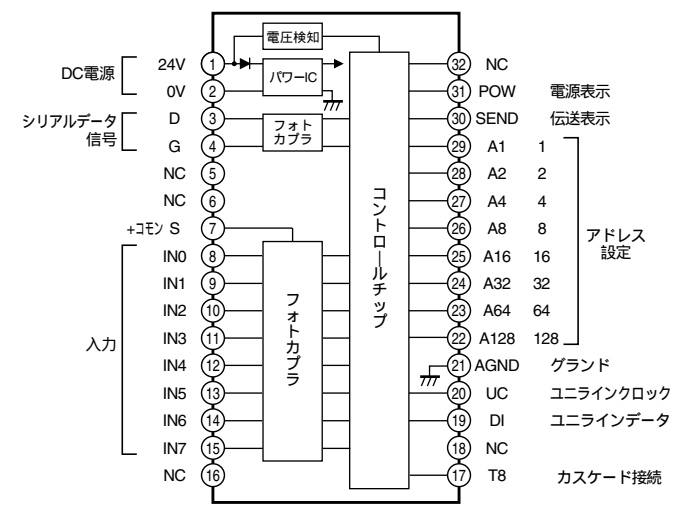 電圧検知
DC電源
24V 1
パワーIC
0V 2
シリアルデータ
信号
D 3
フォト
カプラ
G 4
NC 5
NC 6
+コモン S 7
入力
IN0 8
IN1 9
IN2 10
IN3 11
IN4 12
IN5 13
IN6 14
IN7 15
NC 16
フォトカプラ
コントロールチップ
32 NC
31 POW 電源表示
30 SEND 伝送表示
29 A1 1
28 A2 2
27 A4 4
26 A8 8
25 A16 16
24 A32 32
23 A64 64
22 A128 128
アドレス
設定
21 AGND グランド
20 UC ユニラインクロック
19 DI ユニラインデータ
18 NC
17 T8 カスケード接続